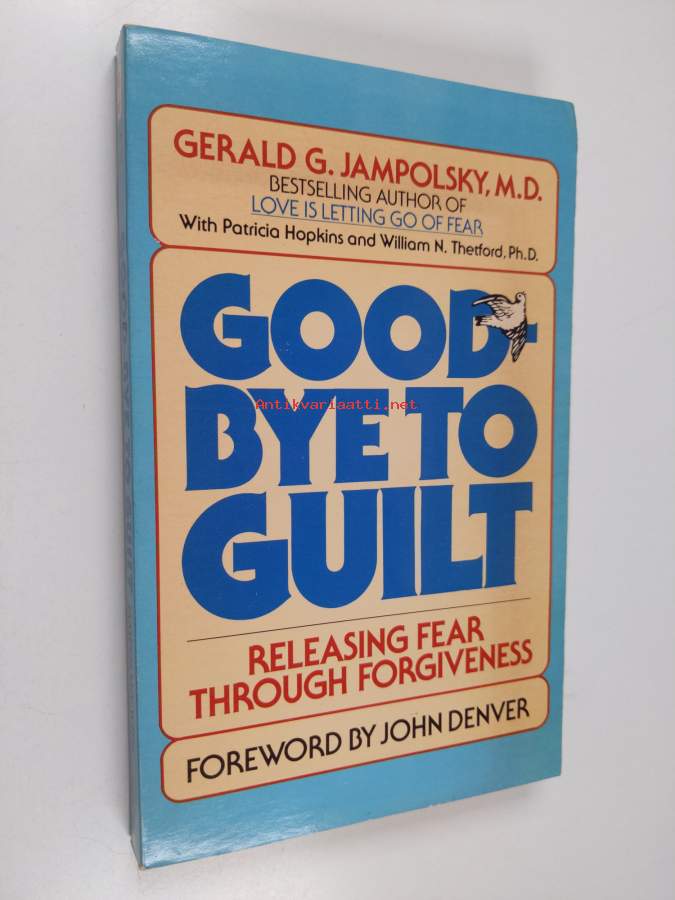 GERALD G. JAMPOLSKY, M.D.
BESTSELLING AUTHOR OF
LOVE IS LETTING GO OF FEAR
With Patricia Hopkins and William N. Thetford, Ph.D.
GOOD-
Antikvariaatti.net
BYE TO
GUILT
RELEASING FEAR
THROUGH FORGIVENESS
FOREWORD BY JOHN DENVER